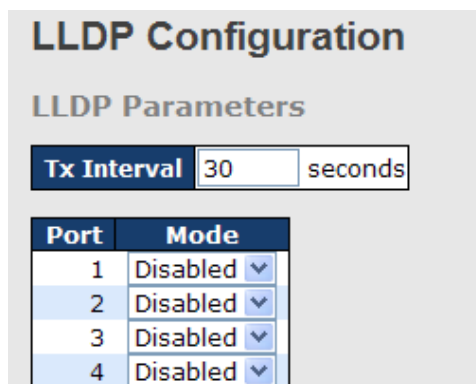 LLDP Configuration
LLDP Parameters
Tx Interval 30 seconds
Port Mode
1 Disabled
2 Disabled
3 Disabled
4 Disabled